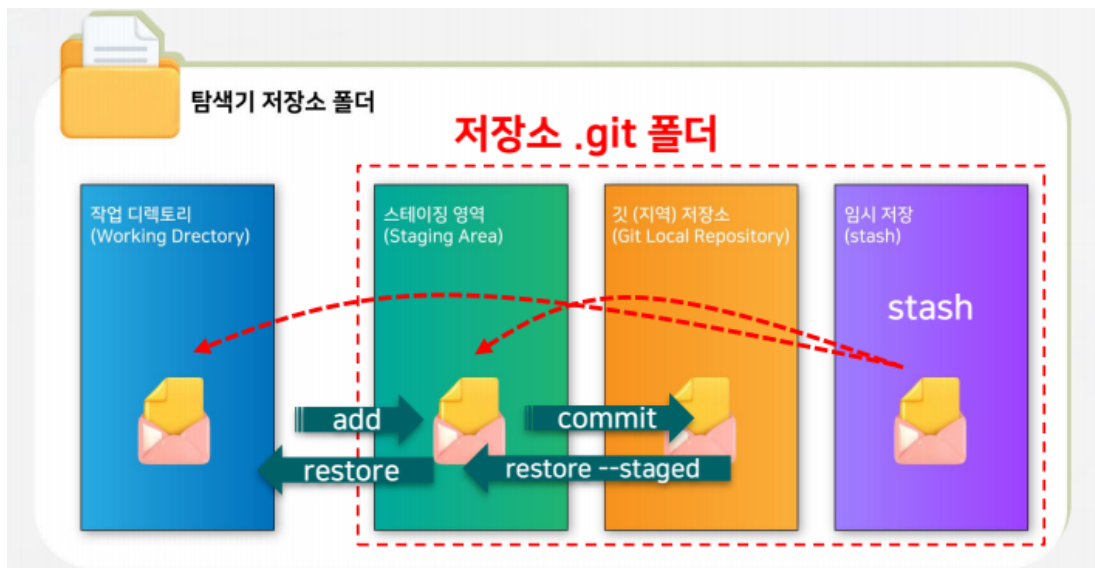 탐색기 저장소 폴더
저장소 .git 폴더
작업 디렉토리
(Working Drectory)
스테이징 영역
(Staging Area)
깃 (지역) 저장소
(Git Local Repository)
임시 저장
(stash)
stash
add
commit
restore
restore --staged